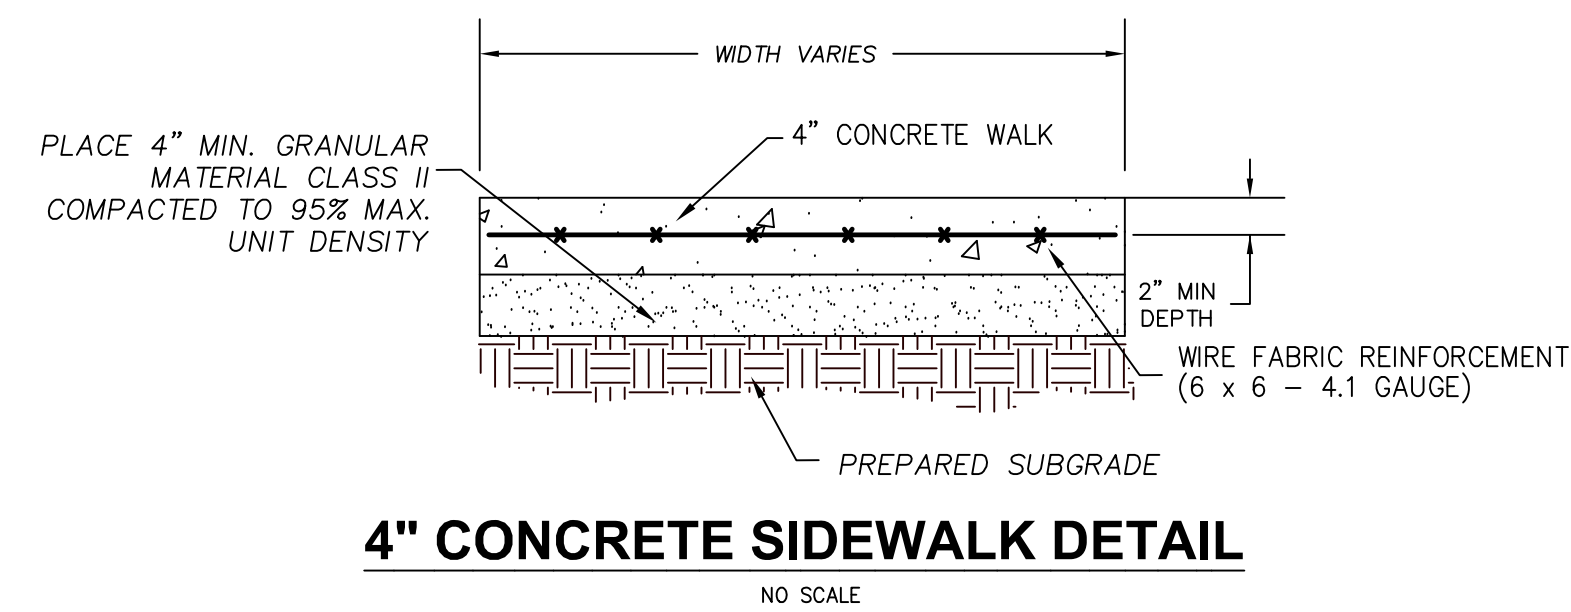 WIDTH VARIES
PLACE 4” MIN. GRANULAR
MATERIAL CLASS II
COMPACTED TO 95% MAX.
UNIT DENSITY
4” CONCRETE WALK
2” MIN
DEPTH
WIRE FABRIC REINFORCEMENT
(6 x 6 – 4.1 GAUGE)
PREPARED SUBGRADE
4" CONCRETE SIDEWALK DETAIL
NO SCALE